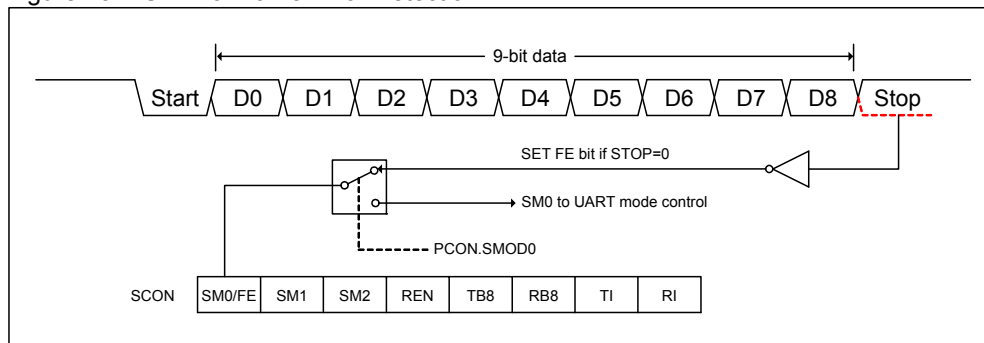 9-bit data
Start D0 D1 D2 D3 D4 D5 D6 D7 D8 Stop
SET FE bit if STOP=0
SM0 to UART mode control
PCON.SMOD0
SCON SM0/FE SM1 SM2 REN TB8 RB8 TI RI